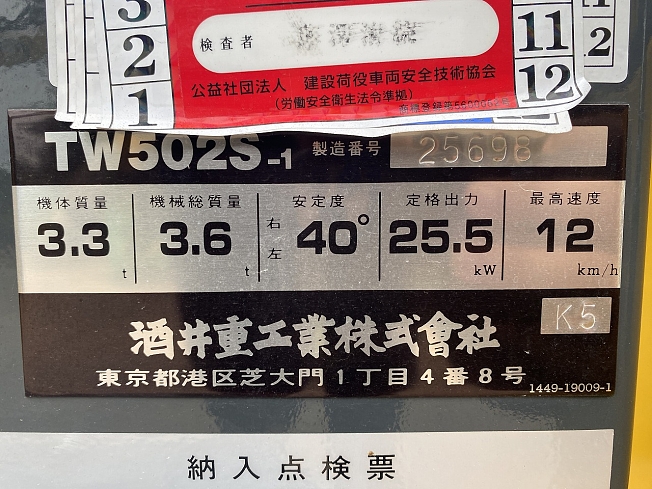 3
2
1
11
12
12
検査者
公益社団法人 建設荷役車両安全技術協会
(労働安全衛生法令準拠)
TW502S-1 製造番号 25698
機体質量 機械総質量 安定度 定格出力 最高速度
3.3 t 3.6 t 右左 40° 25.5 kW 12 km/h
酒井重工業株式會社 K5
東京都港区芝大門1丁目4番8号 1449-19009-1
納入点検票